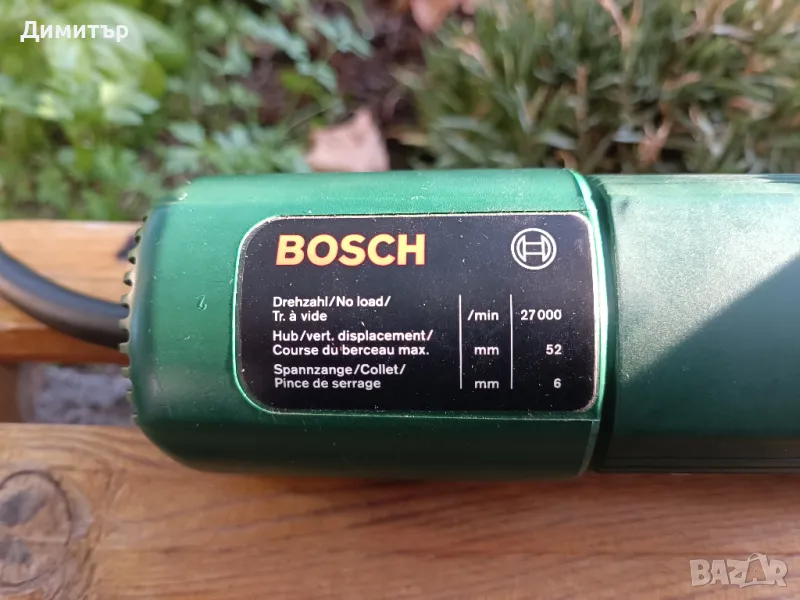 Димитър
BOSCH
Drehzahl/No load/
Tr. à vide /min 27000
Hub/vert. displacement/
Course du berceau max. mm 52
Spannzange/Collet/
Pince de serrage mm 6
BAZAR